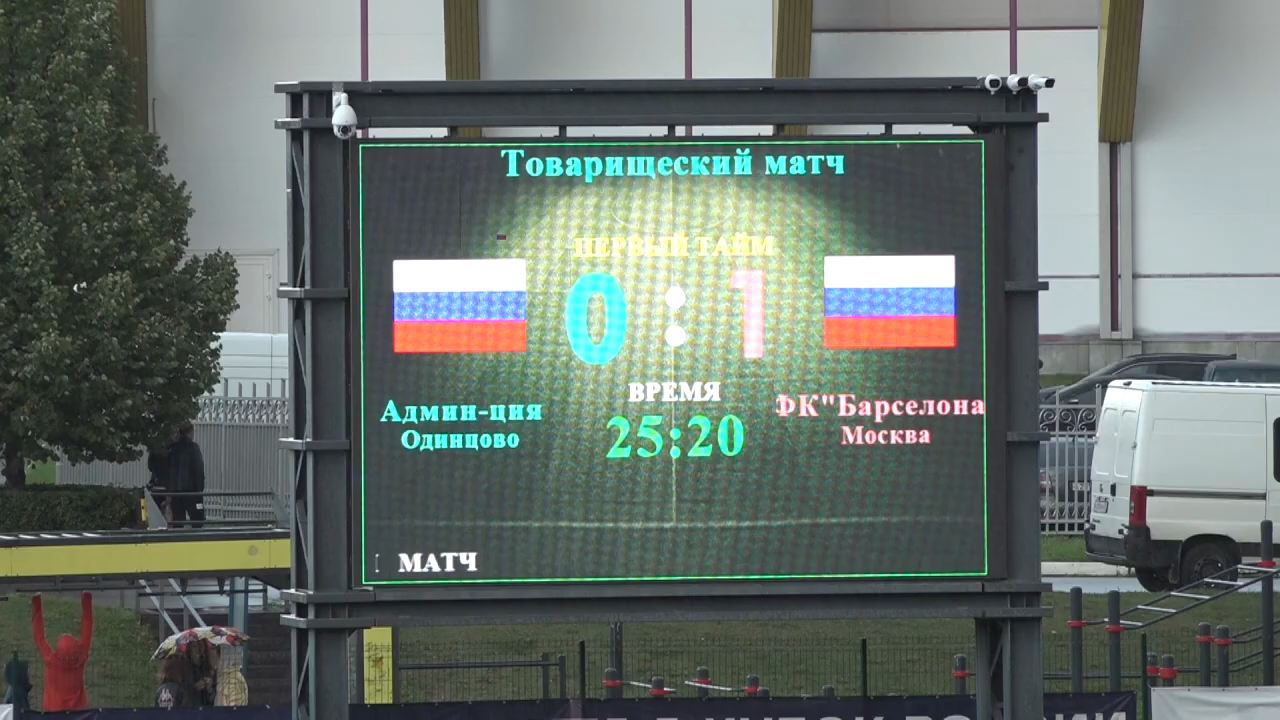 Товарищеский матч
ПЕРВЫЙ ТАЙМ
0 : 1
ВРЕМЯ
25:20
Админ-ция
Одинцово
ФК"Барселона
Москва
МАТЧ